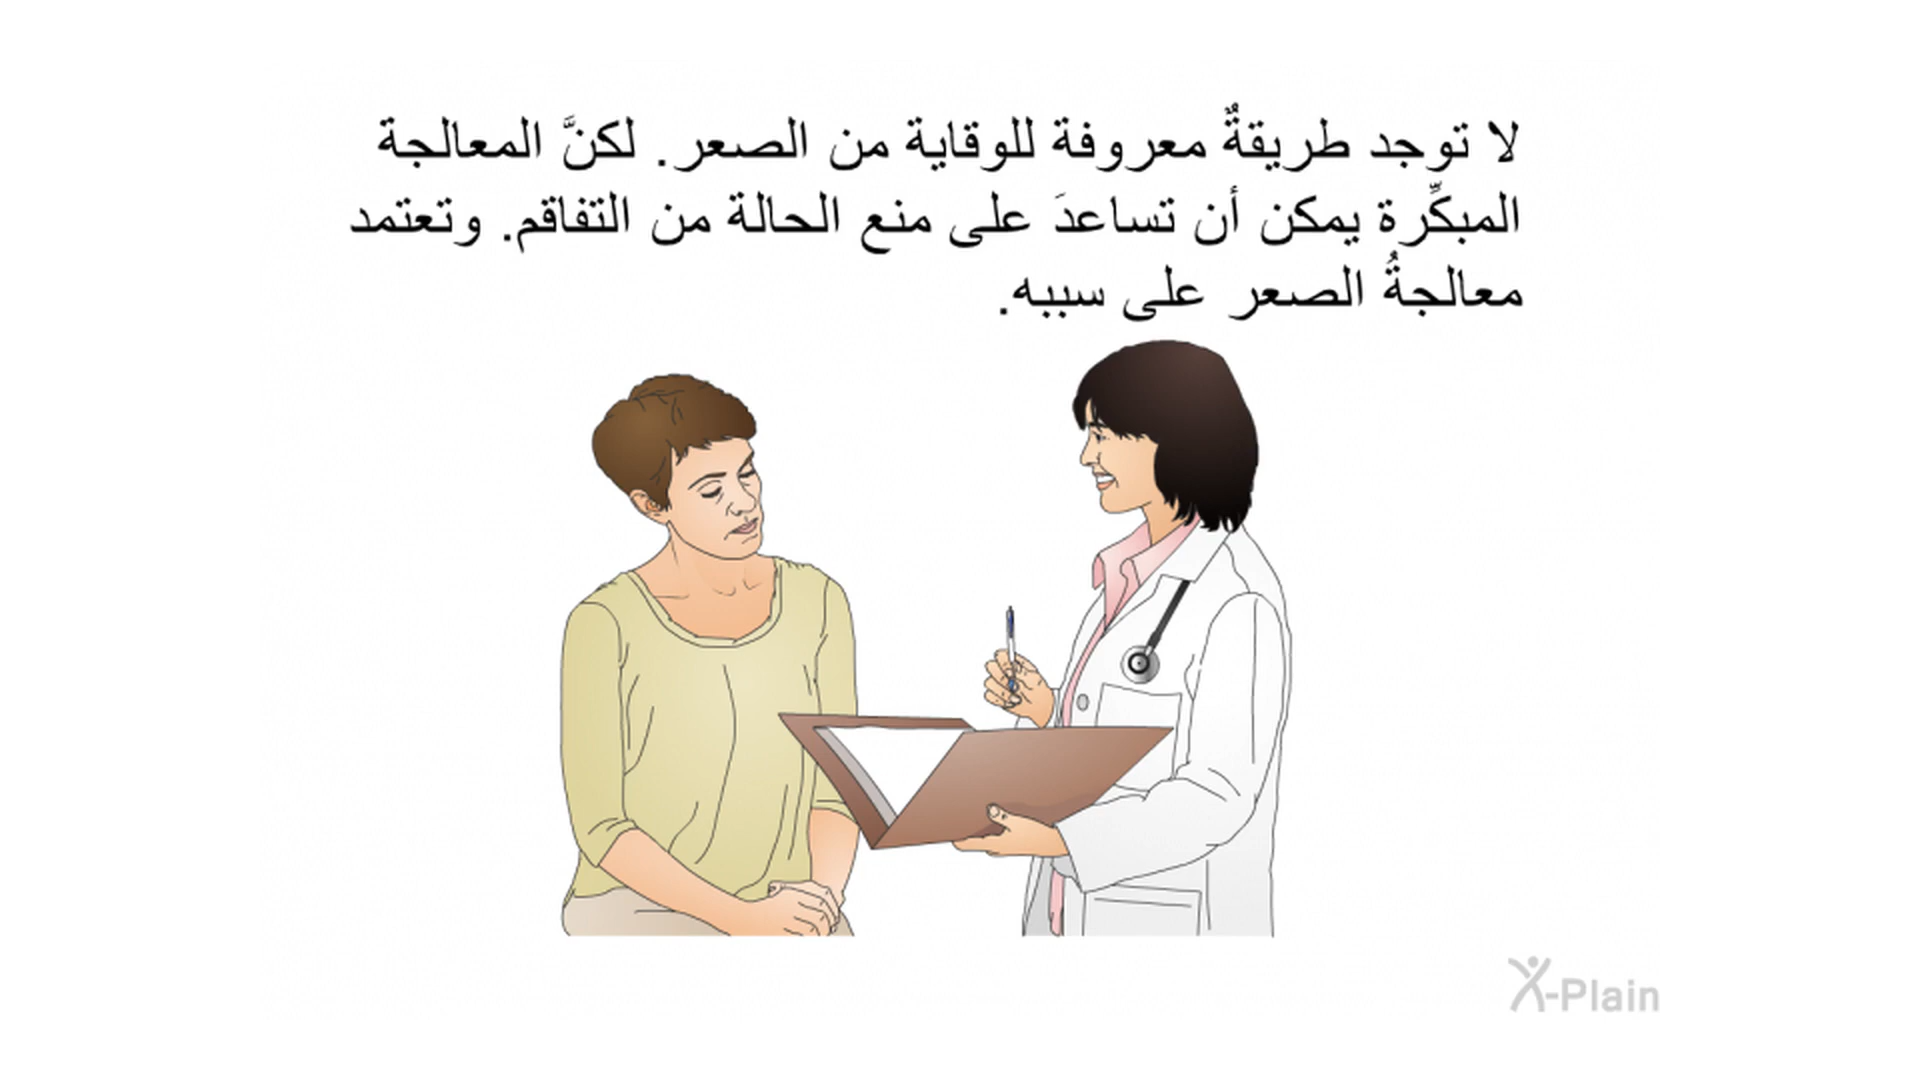 لا توجد طريقةٌ معروفة للوقاية من الصعر. لكنَّ المعالجة
المبكِّرة يمكن أن تساعدَ على منع الحالة من التفاقم. وتعتمد
معالجةُ الصعر على سببه.
X-Plain